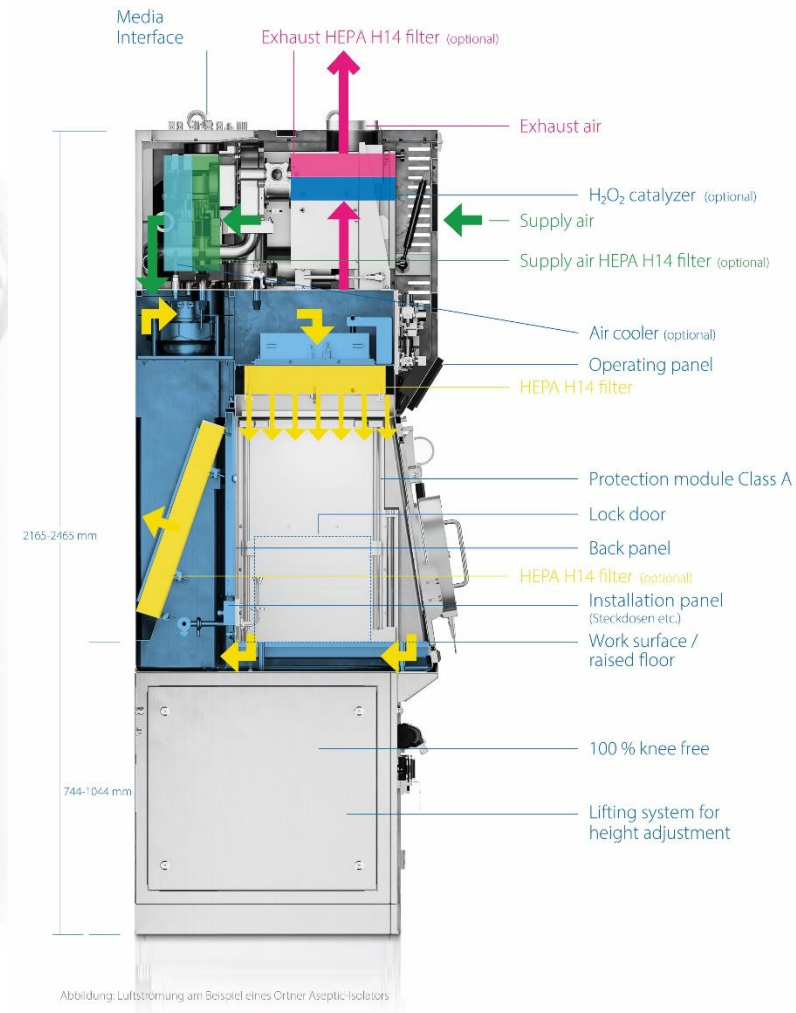 Media
Interface
Exhaust HEPA H14 filter (optional)
Exhaust air
H₂O₂ catalyzer (optional)
Supply air
Supply air HEPA H14 filter (optional)
Air cooler (optional)
Operating panel
HEPA H14 filter
Protection module Class A
Lock door
2165-2465 mm
Back panel
HEPA H14 filter (optional)
Installation panel
(Steckdosen etc.)
Work surface /
raised floor
100 % knee free
744-1044 mm
Lifting system for
height adjustment
Abbildung: Luftströmung am Beispiel eines Ortner Aseptic-Isolators